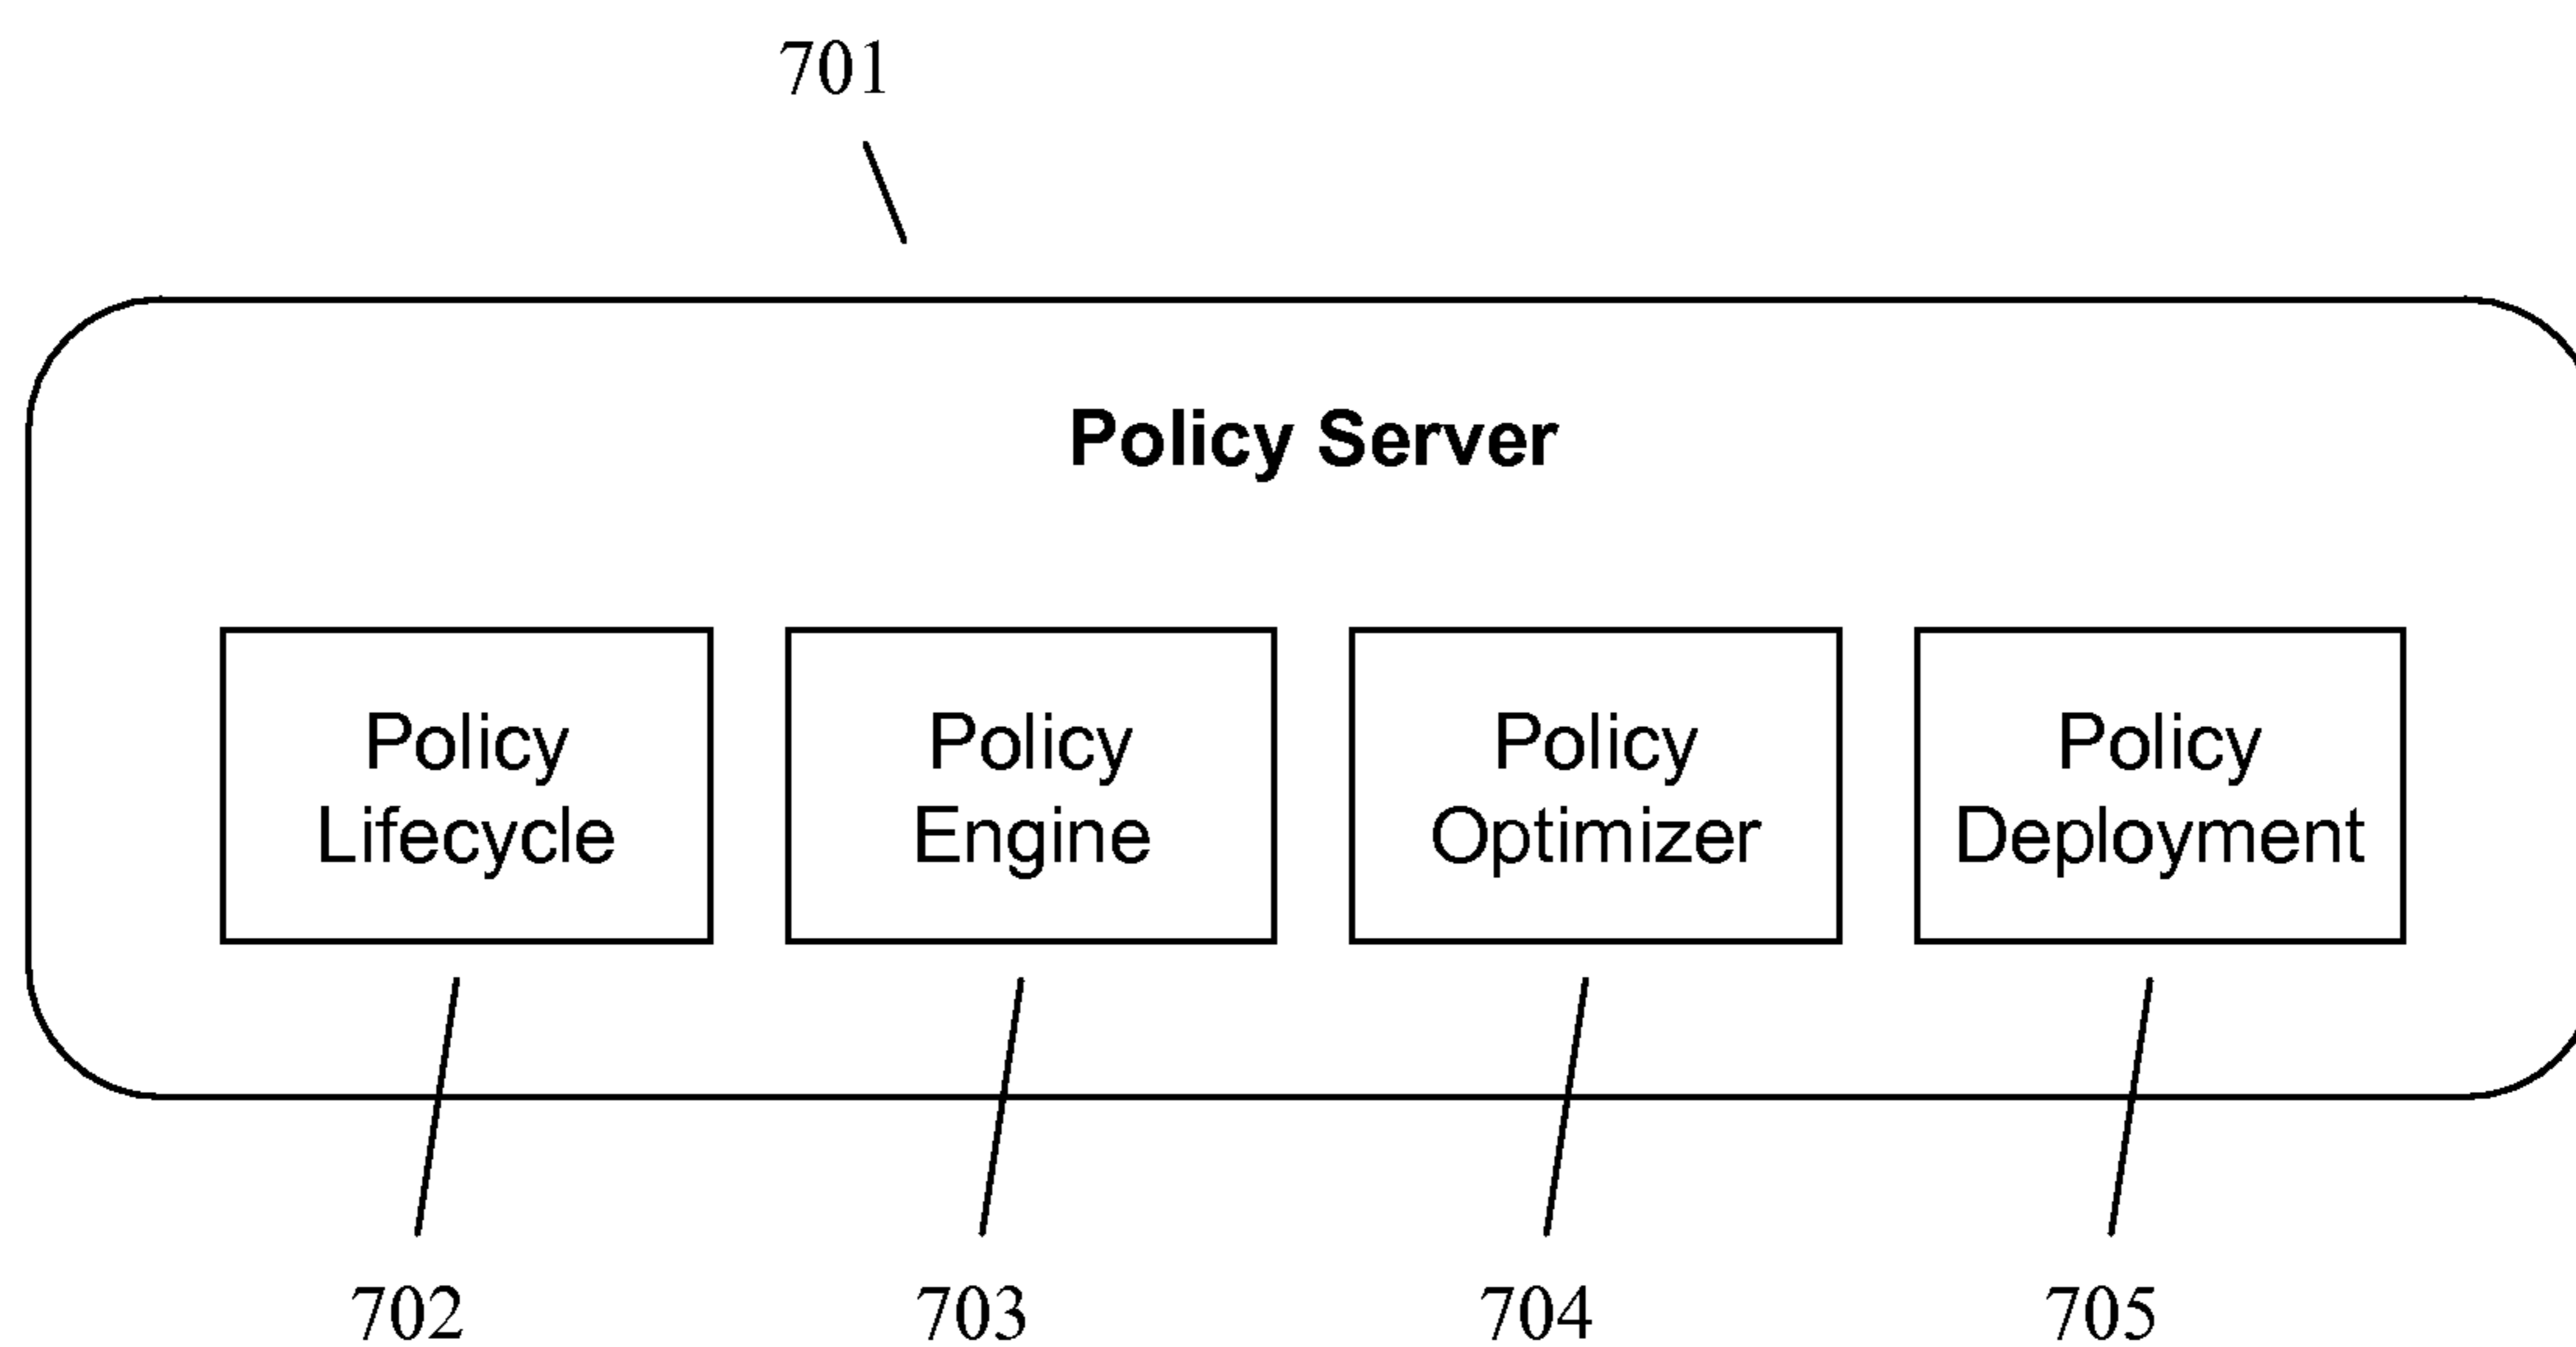 701
Policy Server
Policy
Lifecycle
Policy
Engine
Policy
Optimizer
Policy
Deployment
702
703
704
705